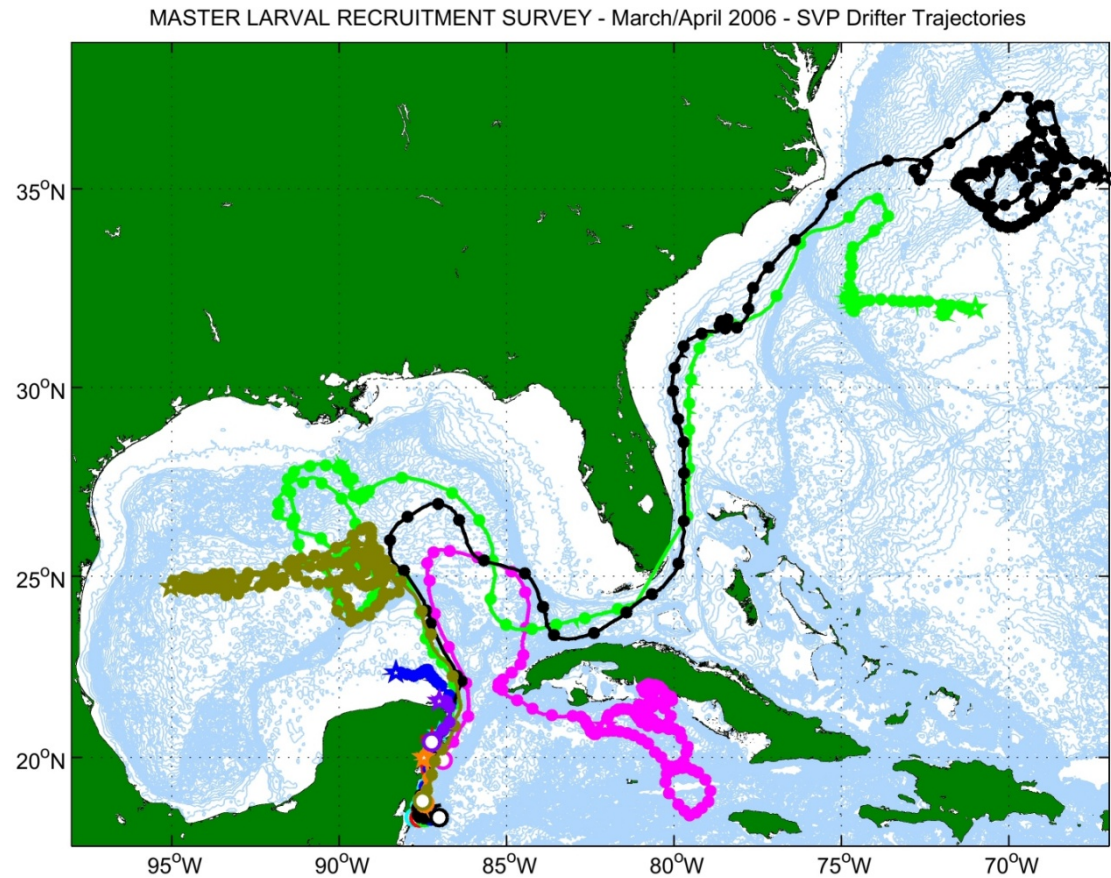 MASTER LARVAL RECRUITMENT SURVEY - March/April 2006 - SVP Drifter Trajectories
35°N
30°N
25°N
20°N
95°W 90°W 85°W 80°W 75°W 70°W